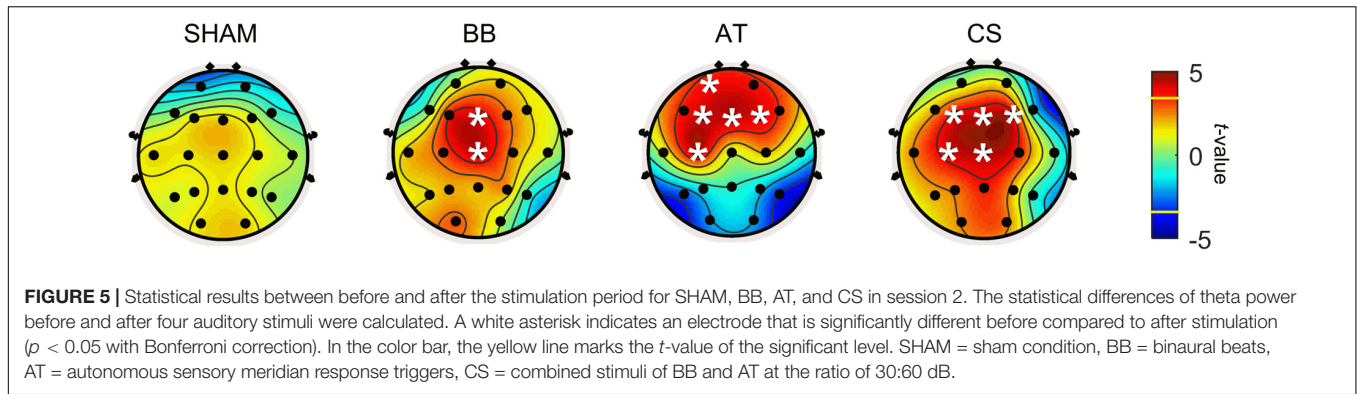 SHAM BB AT CS
5
0
-5
t-value
FIGURE 5 | Statistical results between before and after the stimulation period for SHAM, BB, AT, and CS in session 2. The statistical differences of theta power
before and after four auditory stimuli were calculated. A white asterisk indicates an electrode that is significantly different before compared to after stimulation
(p < 0.05 with Bonferroni correction). In the color bar, the yellow line marks the t-value of the significant level. SHAM = sham condition, BB = binaural beats,
AT = autonomous sensory meridian response triggers, CS = combined stimuli of BB and AT at the ratio of 30:60 dB.